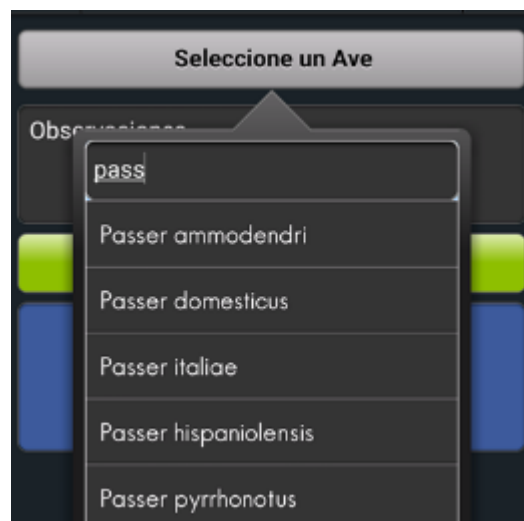 Seleccione un Ave
pass
Passer ammodendri
Passer domesticus
Passer italiae
Passer hispaniolensis
Passer pyrrhonotus